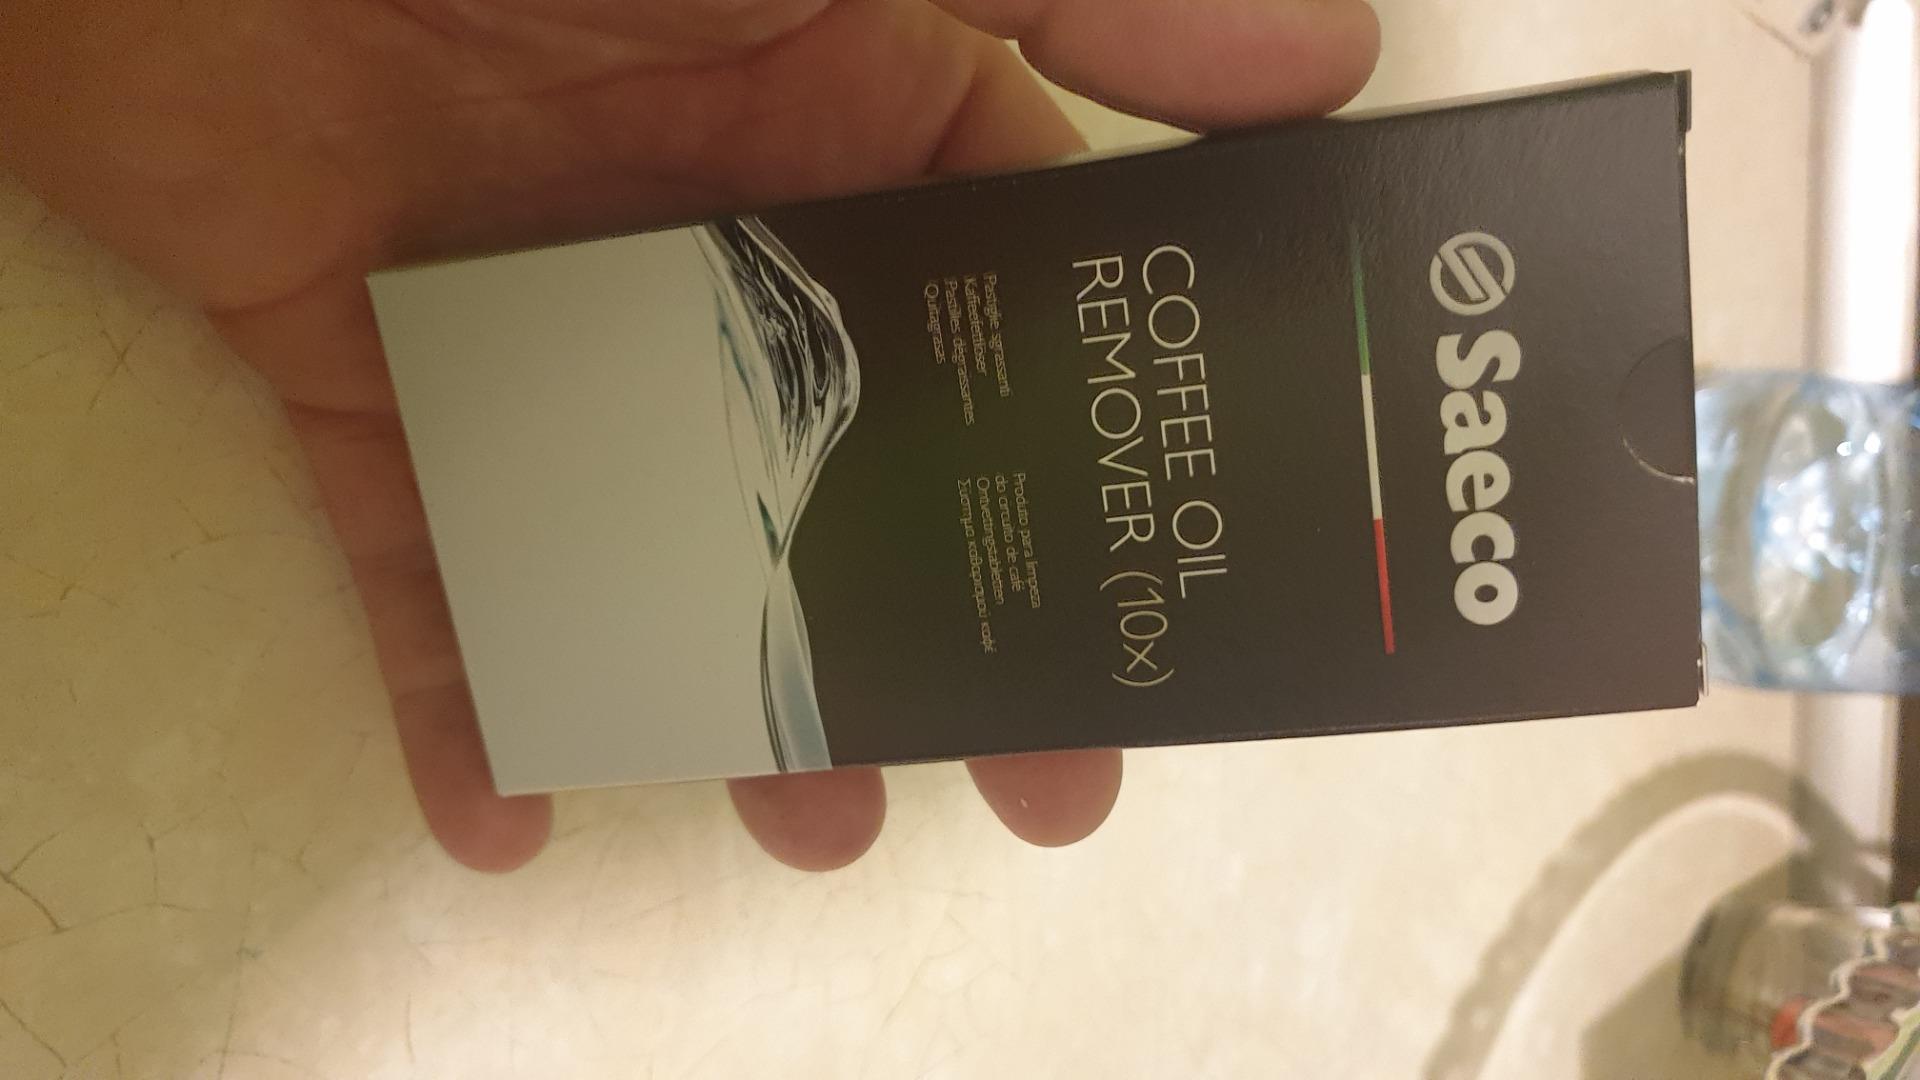 Saeco
COFFEE OIL
REMOVER (10x)
Pastiglie sgrassanti
Kaffeefettlöser
Pastilles dégraissantes
Quitagrasas
Produto para limpeza
do circuito de café
Ontvettingstabletten
Σύστημα καθαρισμού καφέ